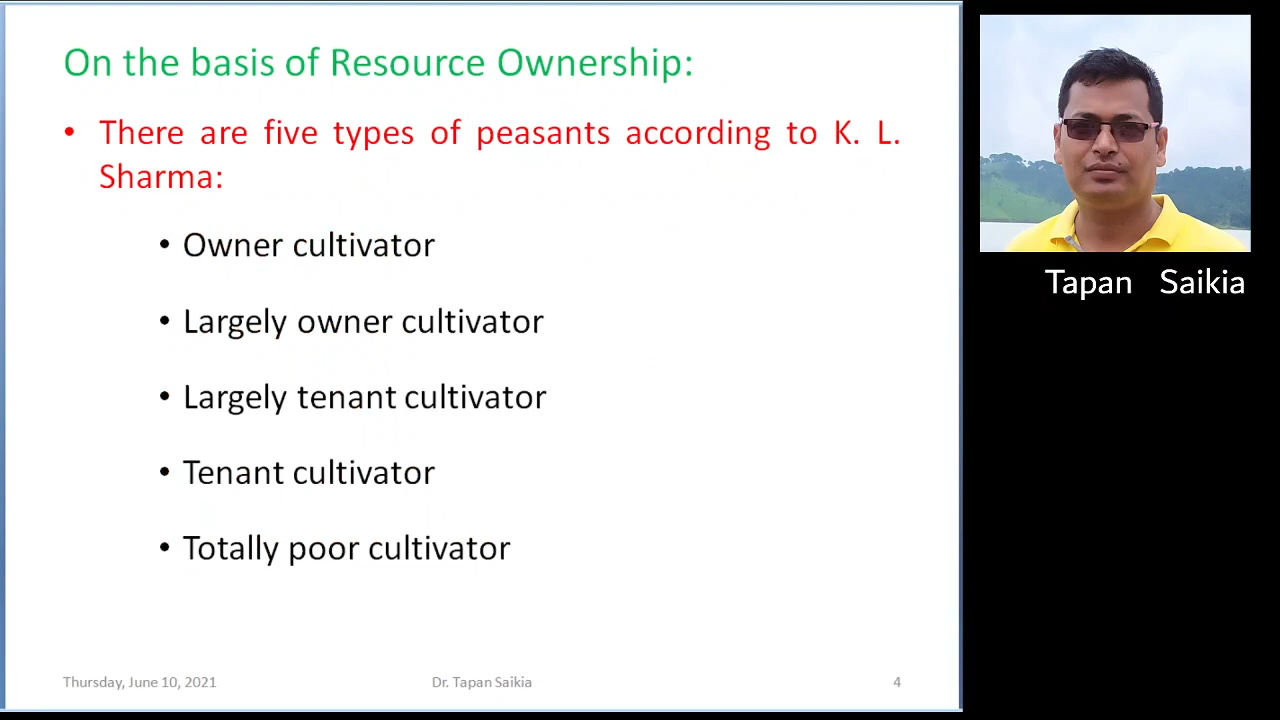 On the basis of Resource Ownership:
• There are five types of peasants according to K. L.
Sharma:
• Owner cultivator
• Largely owner cultivator
• Largely tenant cultivator
• Tenant cultivator
• Totally poor cultivator
Thursday, June 10, 2021
Dr. Tapan Saikia
4
Tapan Saikia